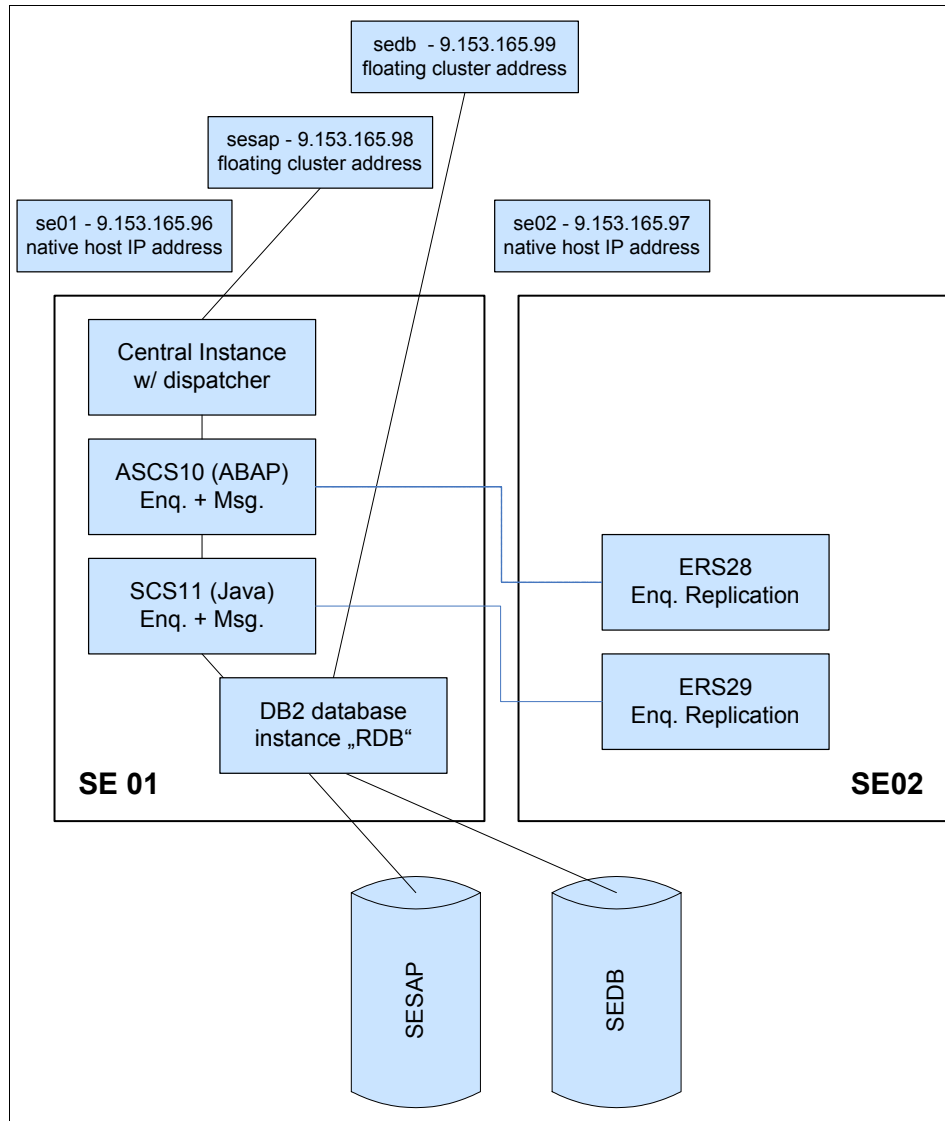 sedb - 9.153.165.99
floating cluster address
sesap - 9.153.165.98
floating cluster address
se01 - 9.153.165.96
native host IP address
se02 - 9.153.165.97
native host IP address
Central Instance
w/ dispatcher
ASCS10 (ABAP)
Enq. + Msg.
SCS11 (Java)
Enq. + Msg.
ERS28
Enq. Replication
ERS29
Enq. Replication
DB2 database
instance „RDB“
SE 01
SE02
SESAP
SEDB